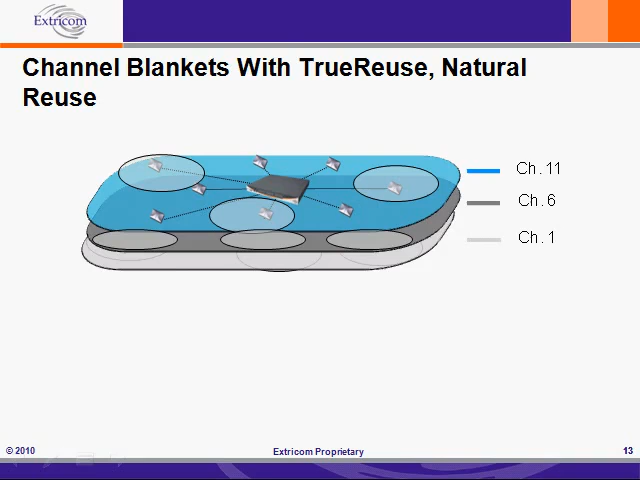 Extricom
Channel Blankets With TrueReuse, Natural
Reuse
Ch. 11
Ch. 6
Ch. 1
© 2010
Extricom Proprietary
13